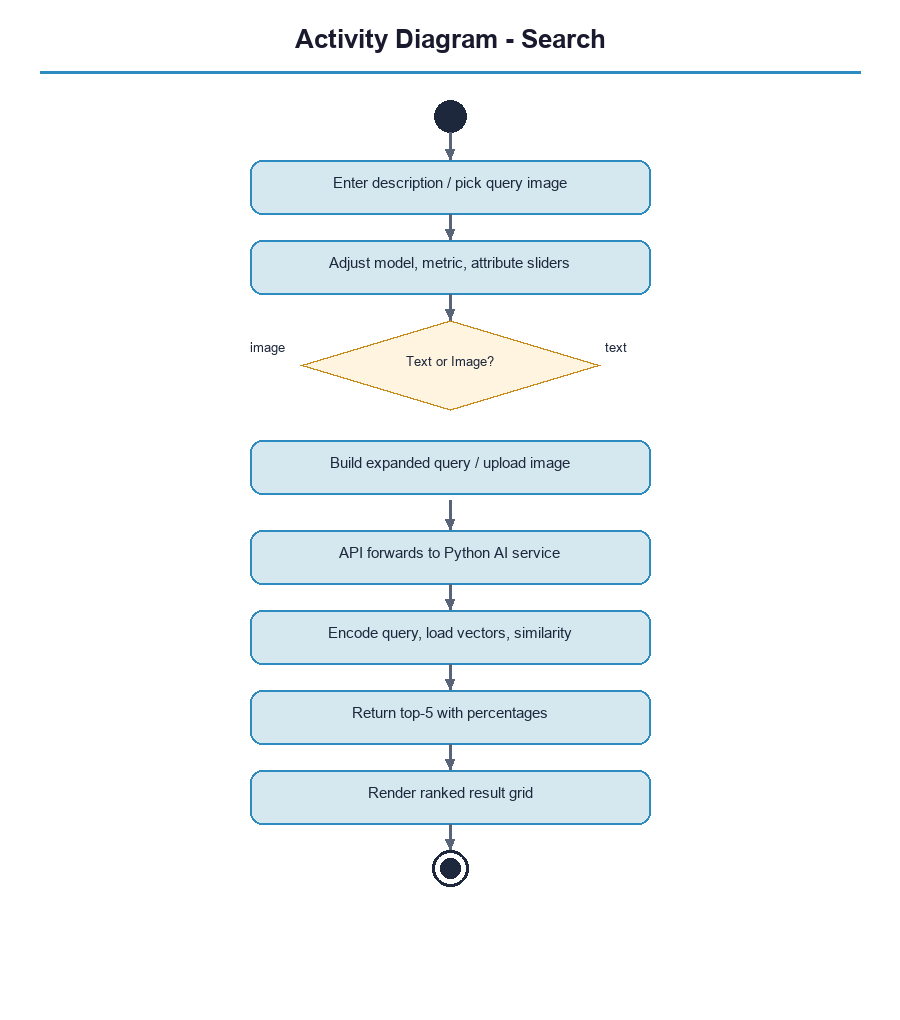 Activity Diagram - Search
Enter description / pick query image
Adjust model, metric, attribute sliders
image
text
Text or Image?
Build expanded query / upload image
API forwards to Python AI service
Encode query, load vectors, similarity
Return top-5 with percentages
Render ranked result grid